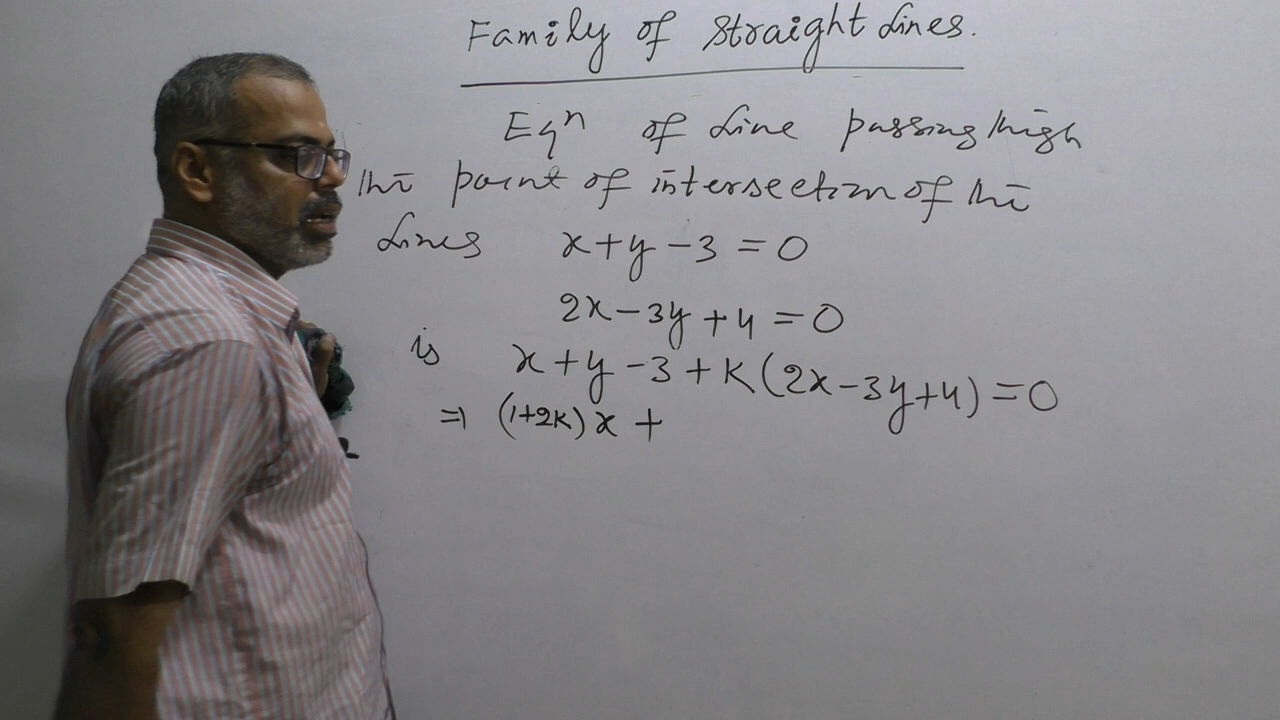 Family of Straight Lines.
Eqⁿ of Line passing through
the point of intersection of the
Lines x+y-3=0
2x-3y+4=0
is x+y-3+K(2x-3y+4)=0
⇒ (1+2K)x+